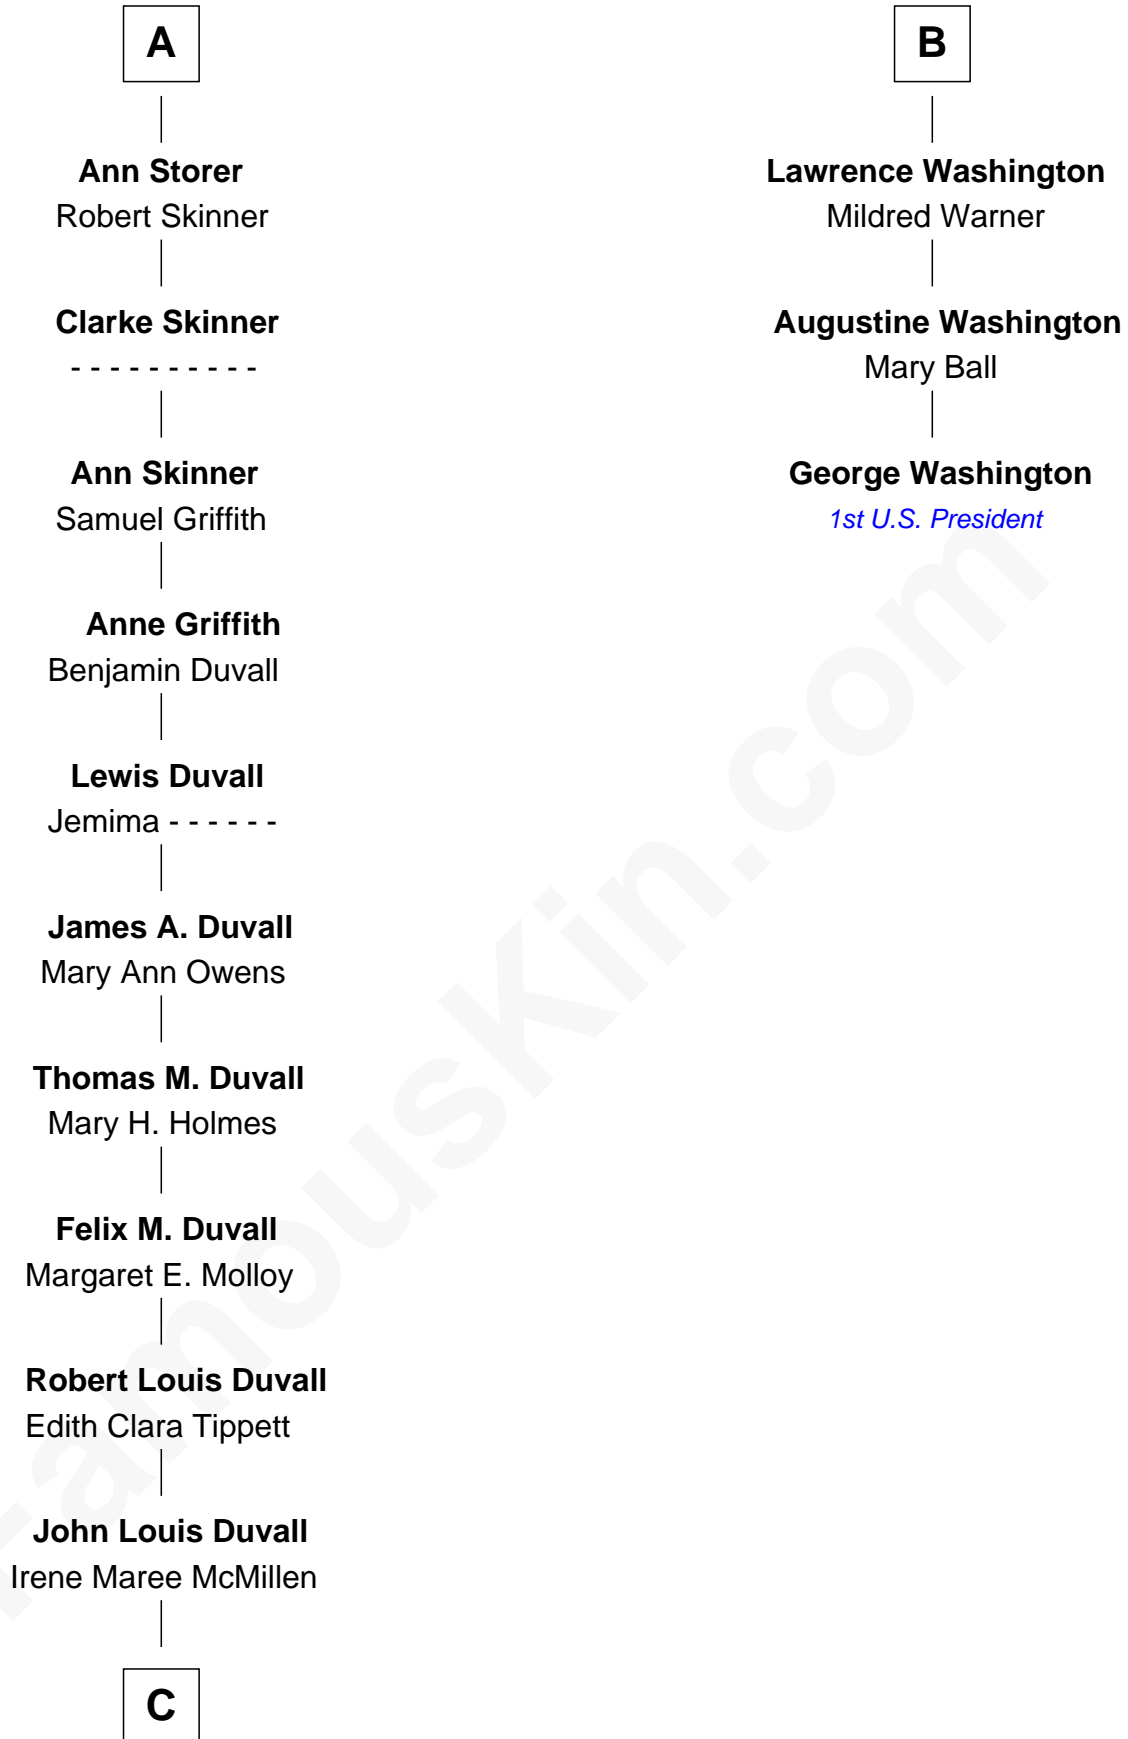 A
Ann Storer
Robert Skinner
Clarke Skinner
- - - - - - - - - -
Ann Skinner
Samuel Griffith
Anne Griffith
Benjamin Duvall
Lewis Duvall
Jemima - - - - - -
James A. Duvall
Mary Ann Owens
Thomas M. Duvall
Mary H. Holmes
Felix M. Duvall
Margaret E. Molloy
Robert Louis Duvall
Edith Clara Tippett
John Louis Duvall
Irene Maree McMillen
C
B
Lawrence Washington
Mildred Warner
Augustine Washington
Mary Ball
George Washington
1st U.S. President
FamousKin.com